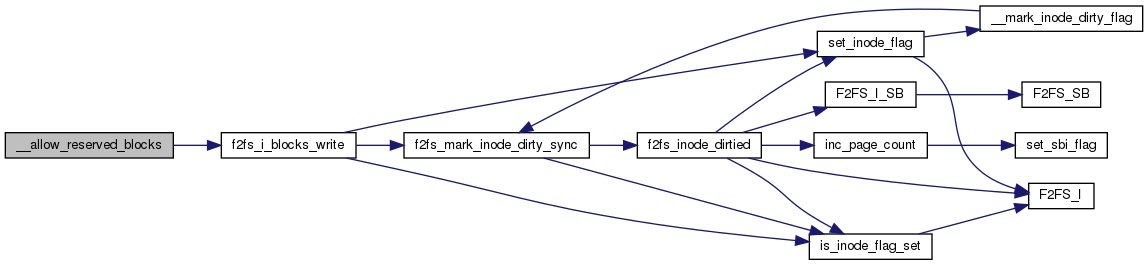 __mark_inode_dirty_flag
set_inode_flag
F2FS_I_SB
F2FS_SB
__allow_reserved_blocks
f2fs_i_blocks_write
f2fs_mark_inode_dirty_sync
f2fs_inode_dirtied
inc_page_count
set_sbi_flag
F2FS_I
is_inode_flag_set